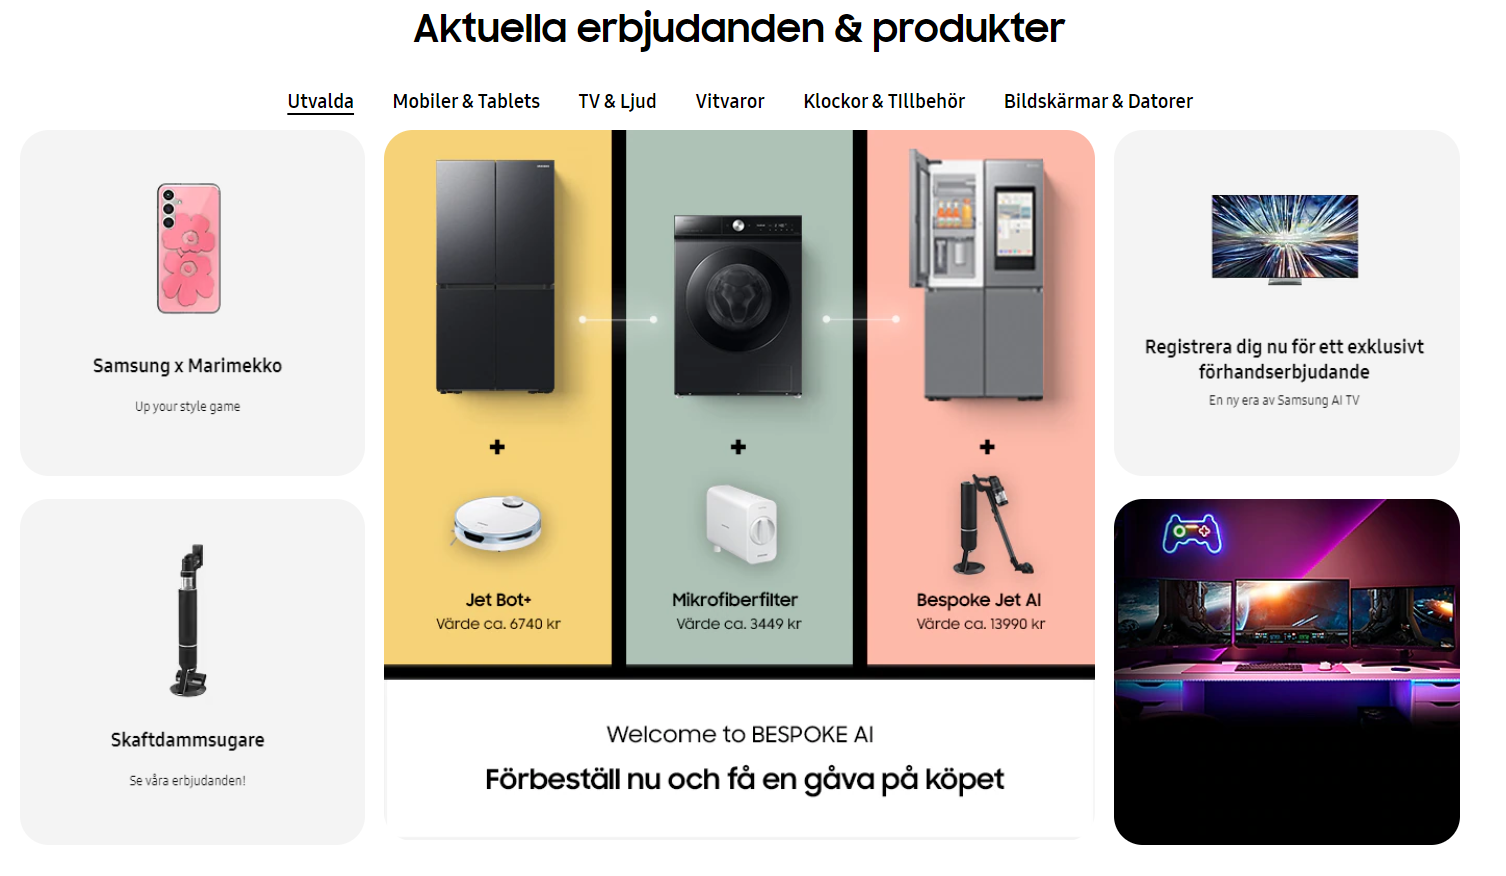 Aktuella erbjudanden & produkter
Utvalda
Mobiler & Tablets
TV & Ljud
Vitvaror
Klockor & TIllbehör
Bildskärmar & Datorer
Samsung x Marimekko
Up your style game
Skaftdammsugare
Se våra erbjudanden!
+
+
+
Jet Bot+
Värde ca. 6740 kr
Mikrofiberfilter
Värde ca. 3449 kr
Bespoke Jet AI
Värde ca. 13990 kr
Welcome to BESPOKE AI
Förbeställ nu och få en gåva på köpet
Registrera dig nu för ett exklusivt
förhandserbjudande
En ny era av Samsung AI TV